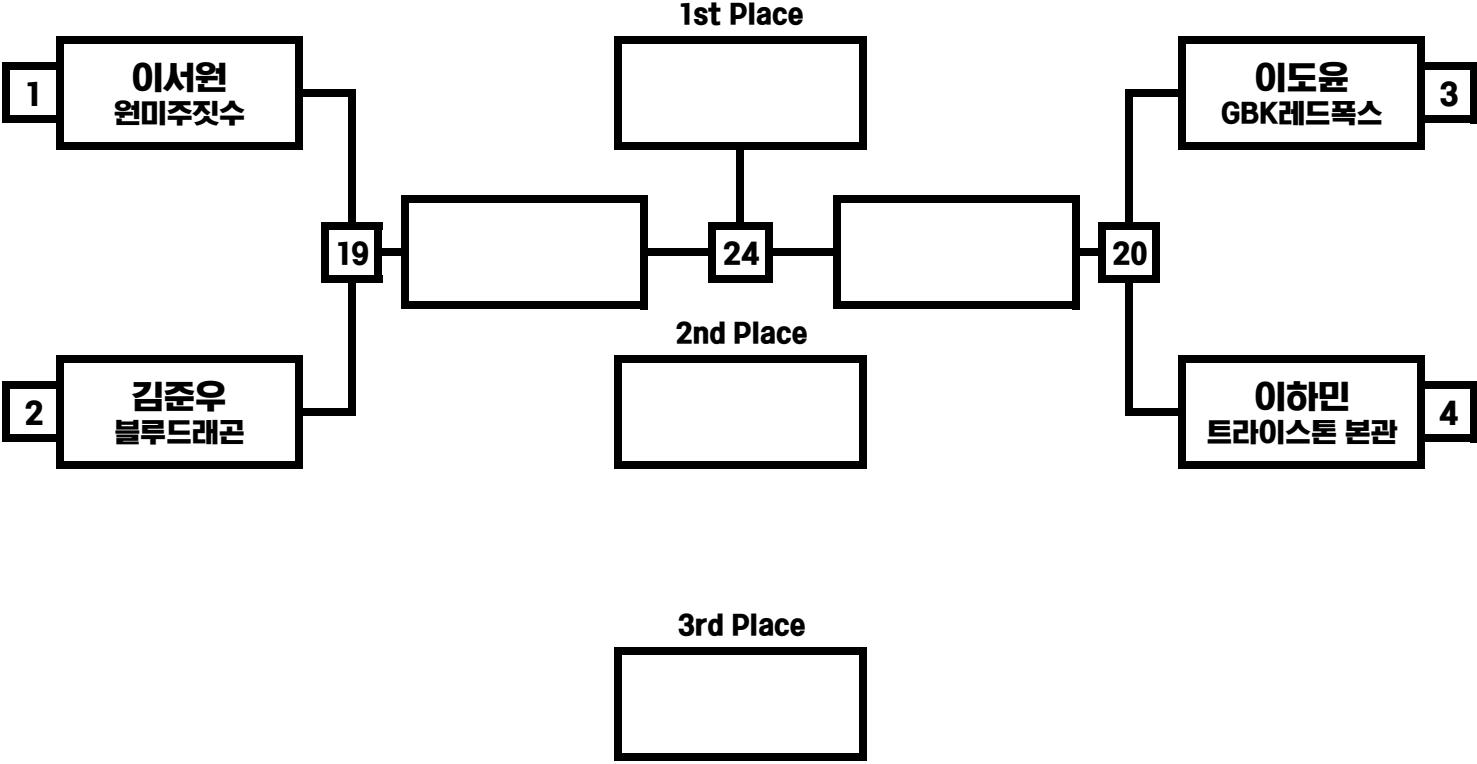 1st Place
1
이서원
원미주짓수
이도윤
GBK레드폭스
3
19
24
20
2nd Place
2
김준우
블루드래곤
이하민
트라이스톤 본관
4
3rd Place